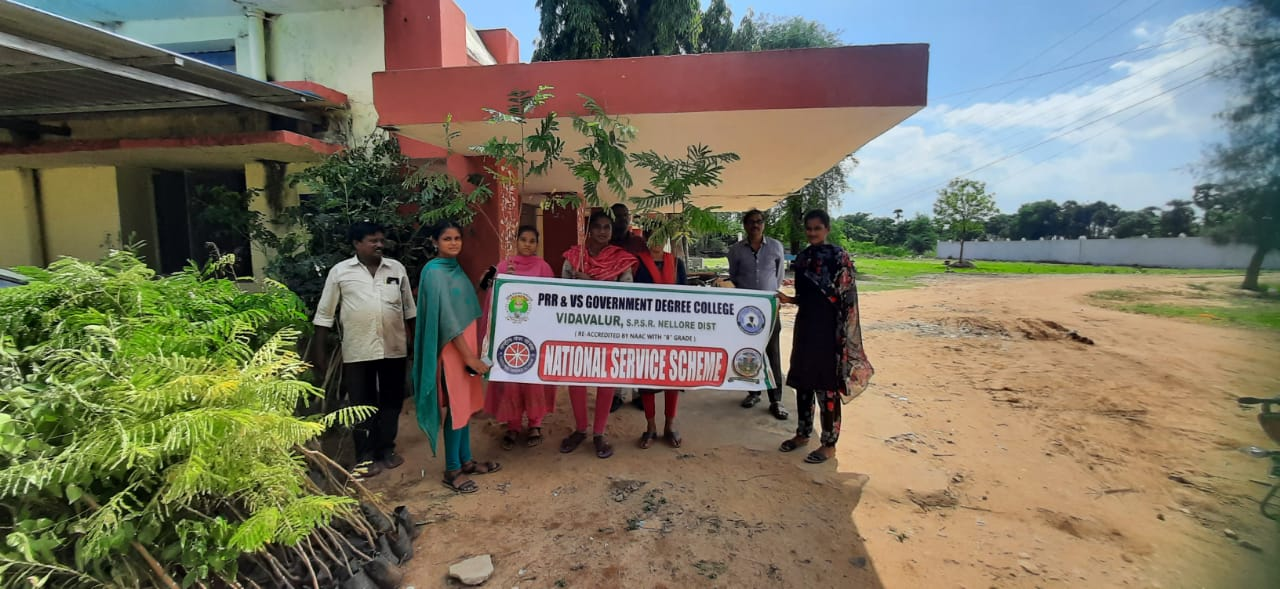 PRR & VS GOVERNMENT DEGREE COLLEGE
VIDAVALUR, S.P.S.R. NELLORE DIST
( RE-ACCREDITED BY NAAC WITH "B" GRADE )
NATIONAL SERVICE SCHEME